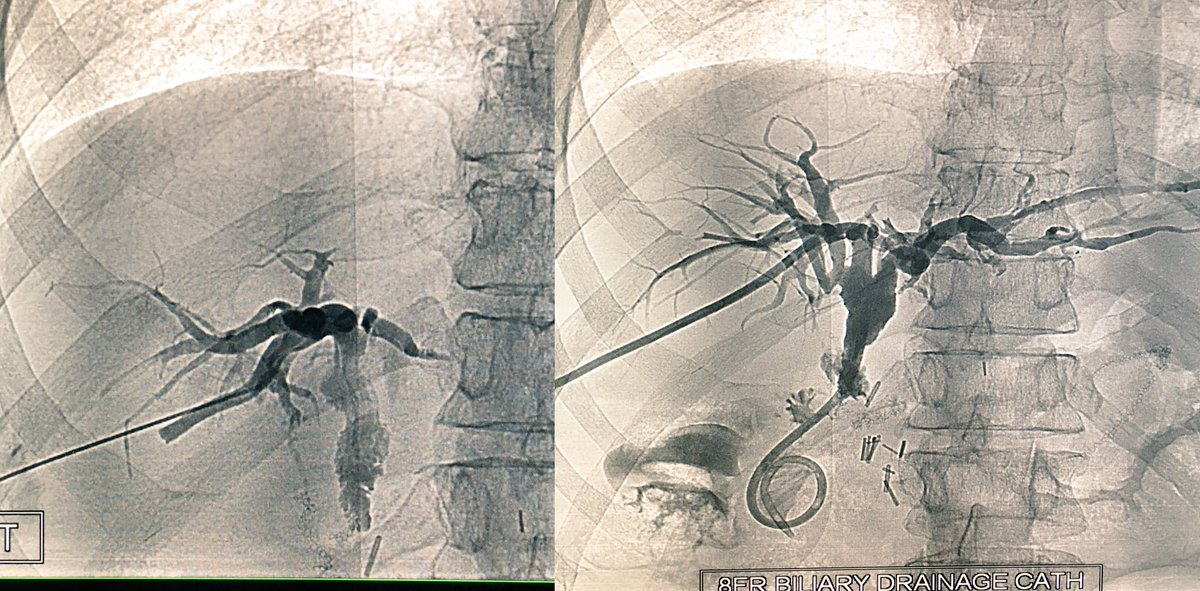 T
8FR BILIARY DRAINAGE CATH